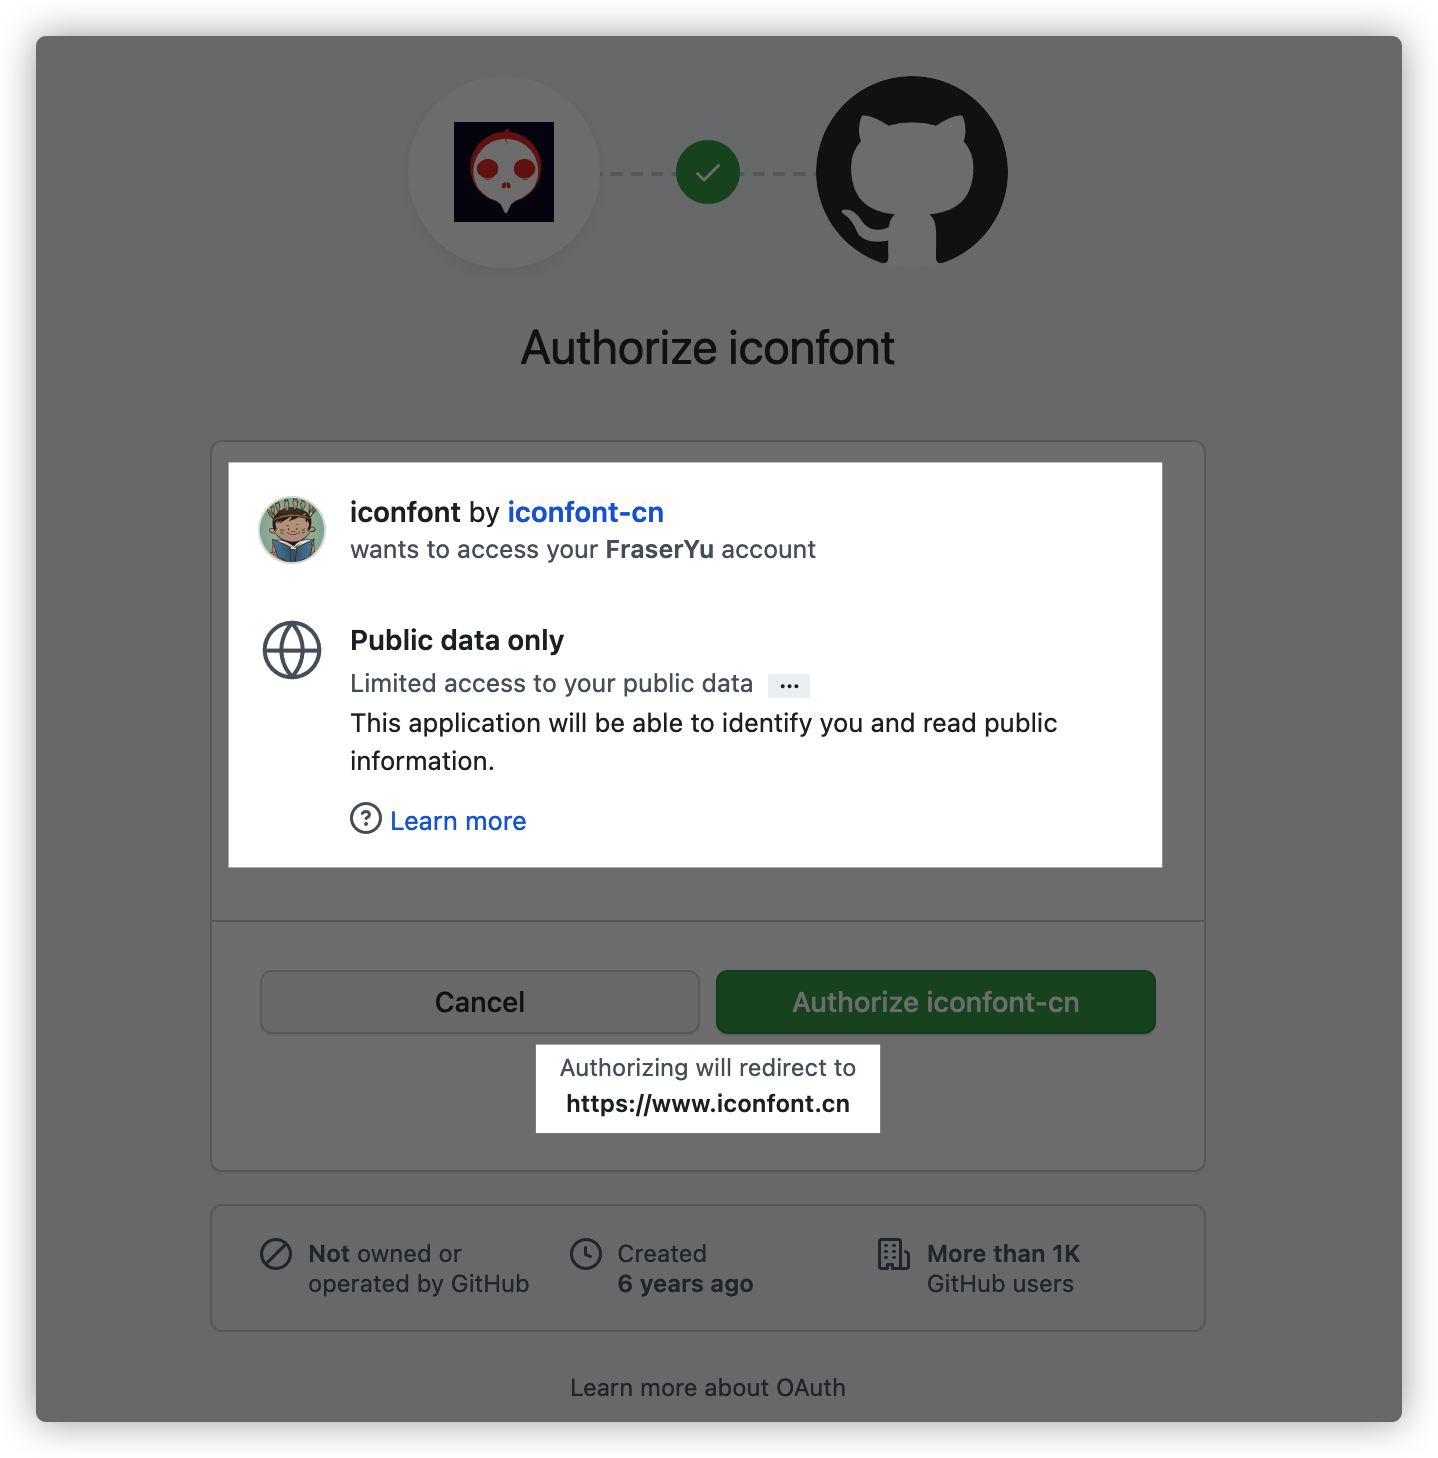 Authorize iconfont
iconfont by iconfont-cn
wants to access your FraserYu account
Public data only
Limited access to your public data ...
This application will be able to identify you and read public
information.
? Learn more
Cancel
Authorize iconfont-cn
Authorizing will redirect to
https://www.iconfont.cn
Not owned or
operated by GitHub
Created
6 years ago
More than 1K
GitHub users
Learn more about OAuth